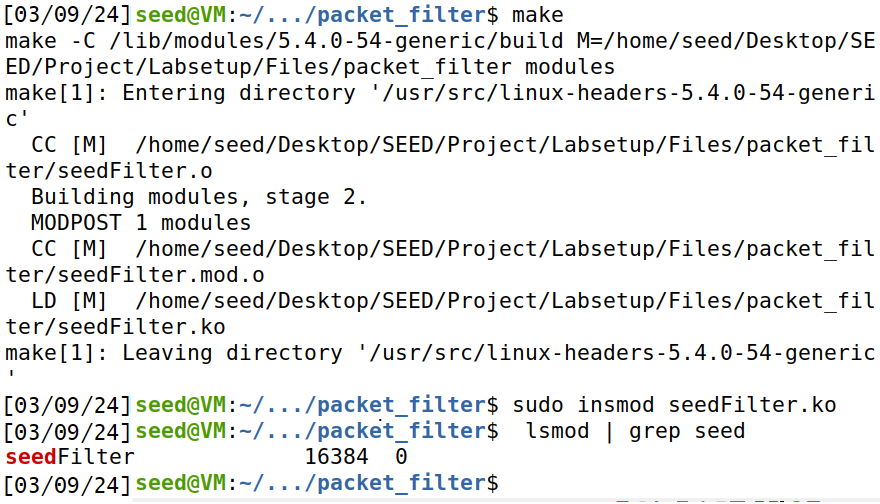 [03/09/24]seed@VM:~/.../packet_filter$ make
make -C /lib/modules/5.4.0-54-generic/build M=/home/seed/Desktop/SE
ED/Project/Labsetup/Files/packet_filter modules
make[1]: Entering directory '/usr/src/linux-headers-5.4.0-54-generi
c'
  CC [M]  /home/seed/Desktop/SEED/Project/Labsetup/Files/packet_fil
ter/seedFilter.o
  Building modules, stage 2.
  MODPOST 1 modules
  CC [M]  /home/seed/Desktop/SEED/Project/Labsetup/Files/packet_fil
ter/seedFilter.mod.o
  LD [M]  /home/seed/Desktop/SEED/Project/Labsetup/Files/packet_fil
ter/seedFilter.ko
make[1]: Leaving directory '/usr/src/linux-headers-5.4.0-54-generic
'
[03/09/24]seed@VM:~/.../packet_filter$ sudo insmod seedFilter.ko
[03/09/24]seed@VM:~/.../packet_filter$  lsmod | grep seed
seedFilter             16384  0
[03/09/24]seed@VM:~/.../packet_filter$